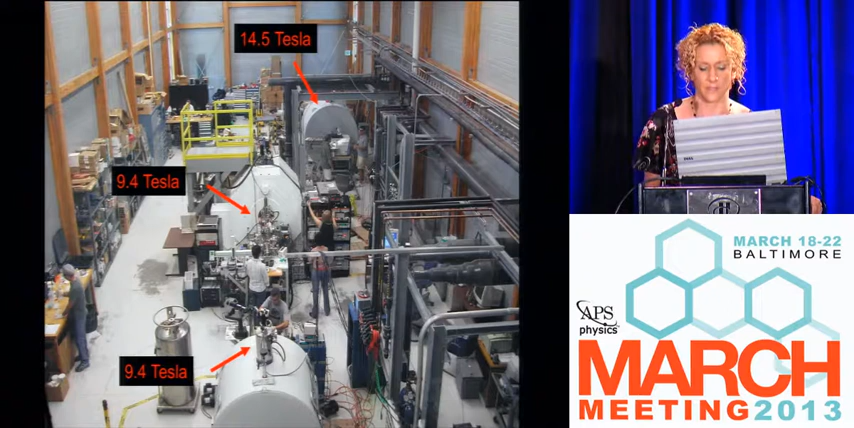 14.5 Tesla
9.4 Tesla
9.4 Tesla
MARCH 18-22
BALTIMORE
APS
physics
MARCH
MEETING2013